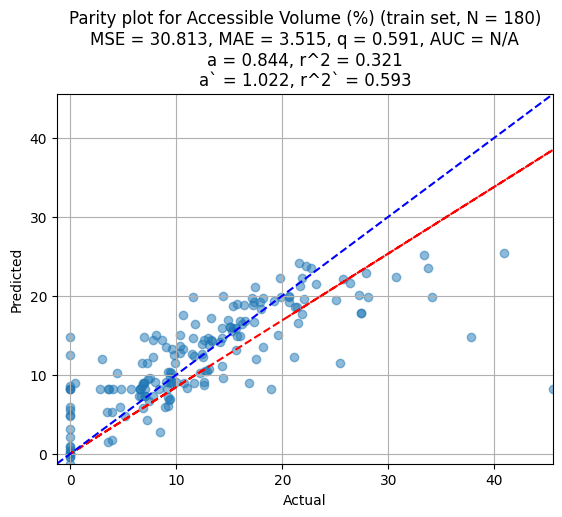 Parity plot for Accessible Volume (%) (train set, N = 180)
MSE = 30.813, MAE = 3.515, q = 0.591, AUC = N/A
a = 0.844, r^2 = 0.321
a` = 1.022, r^2` = 0.593
40
30
20
10
0
Predicted
0 10 20 30 40
Actual